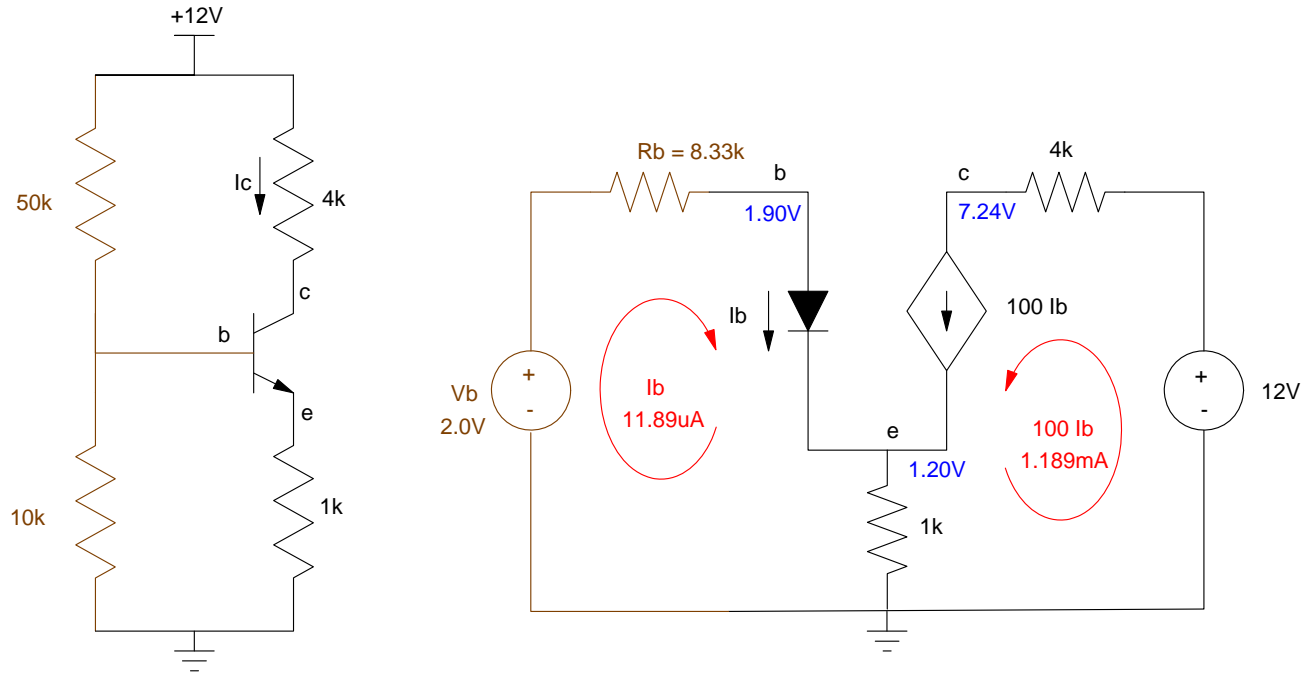 +12V
50k
Ic
4k
c
b
e
10k
1k
Rb = 8.33k
b
1.90V
c
7.24V
4k
Ib
100 Ib
+
-
Vb
2.0V
Ib
11.89uA
e
1.20V
100 Ib
1.189mA
+
-
12V
1k